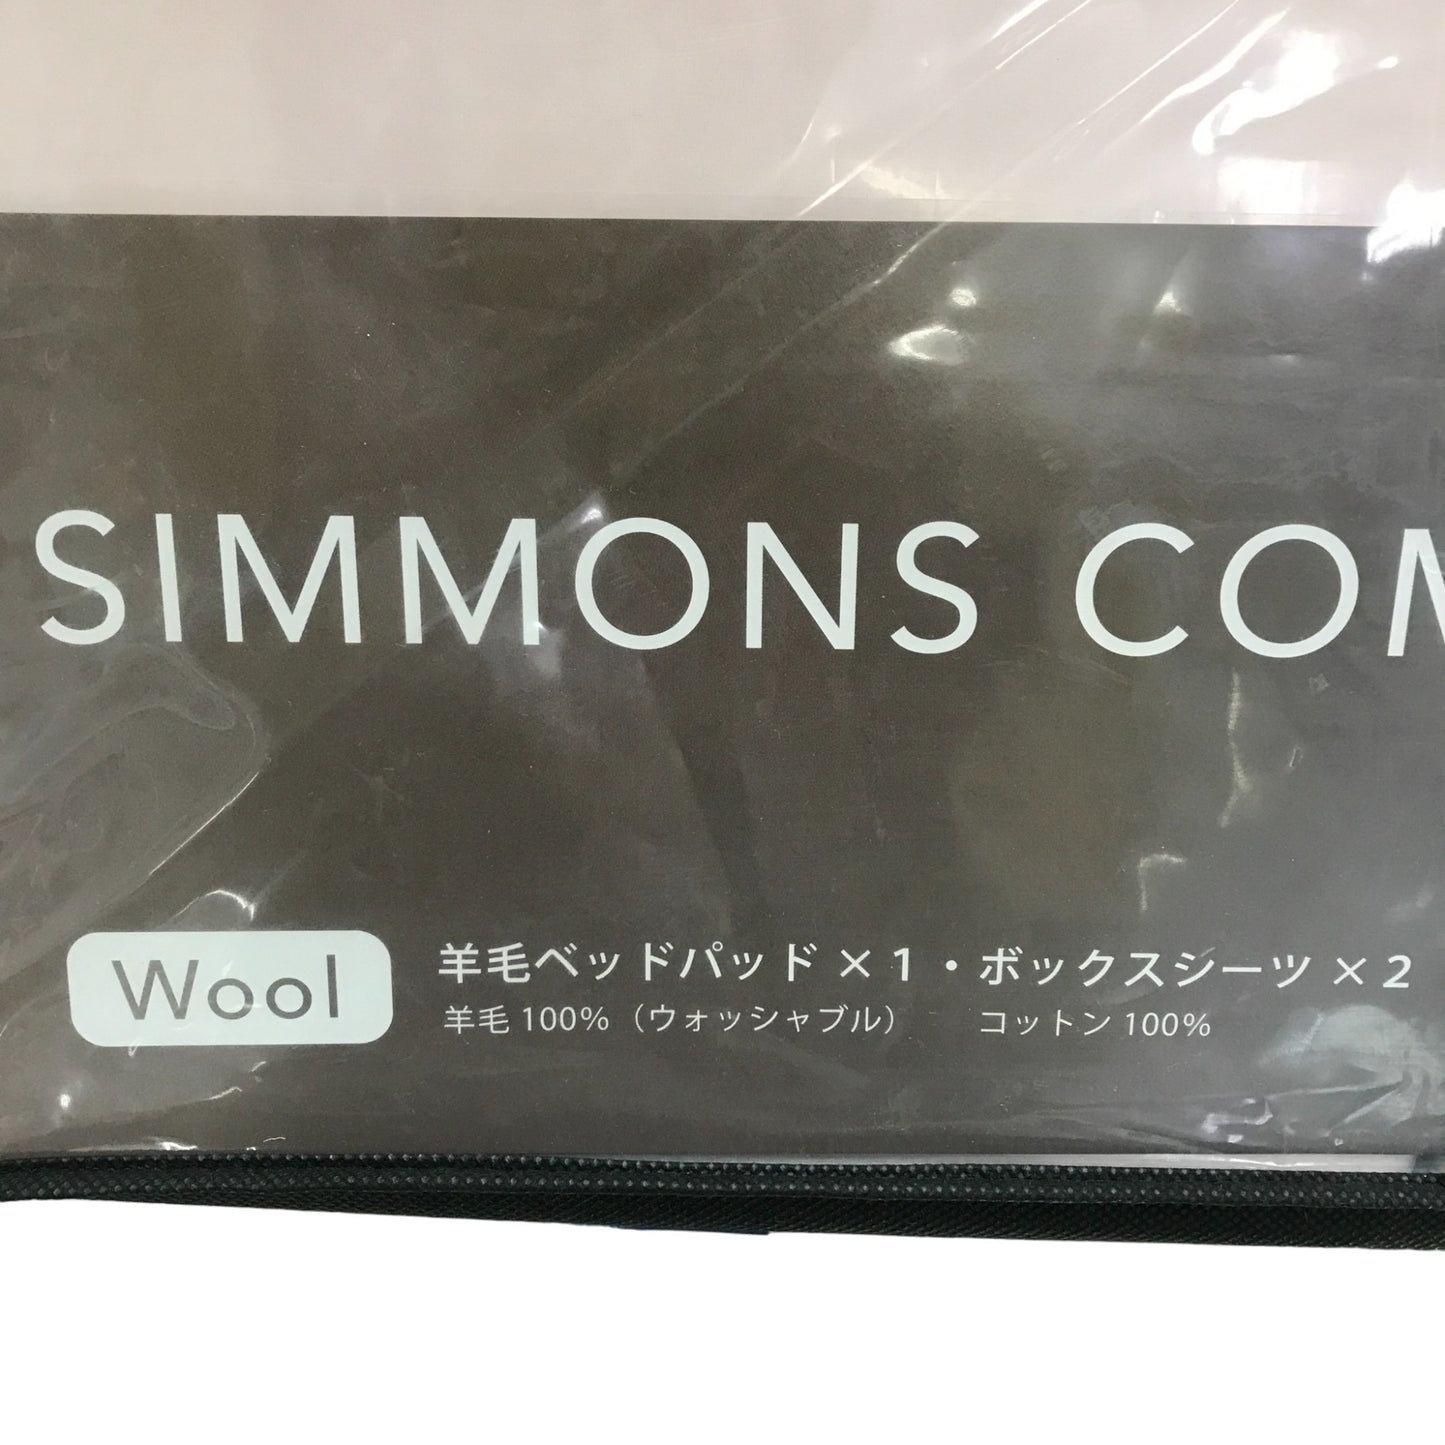 SIMMONS COM
Wool
羊毛ベッドパッド × 1 ・ボックスシーツ × 2
羊毛 100%（ウォッシャブル） コットン 100%